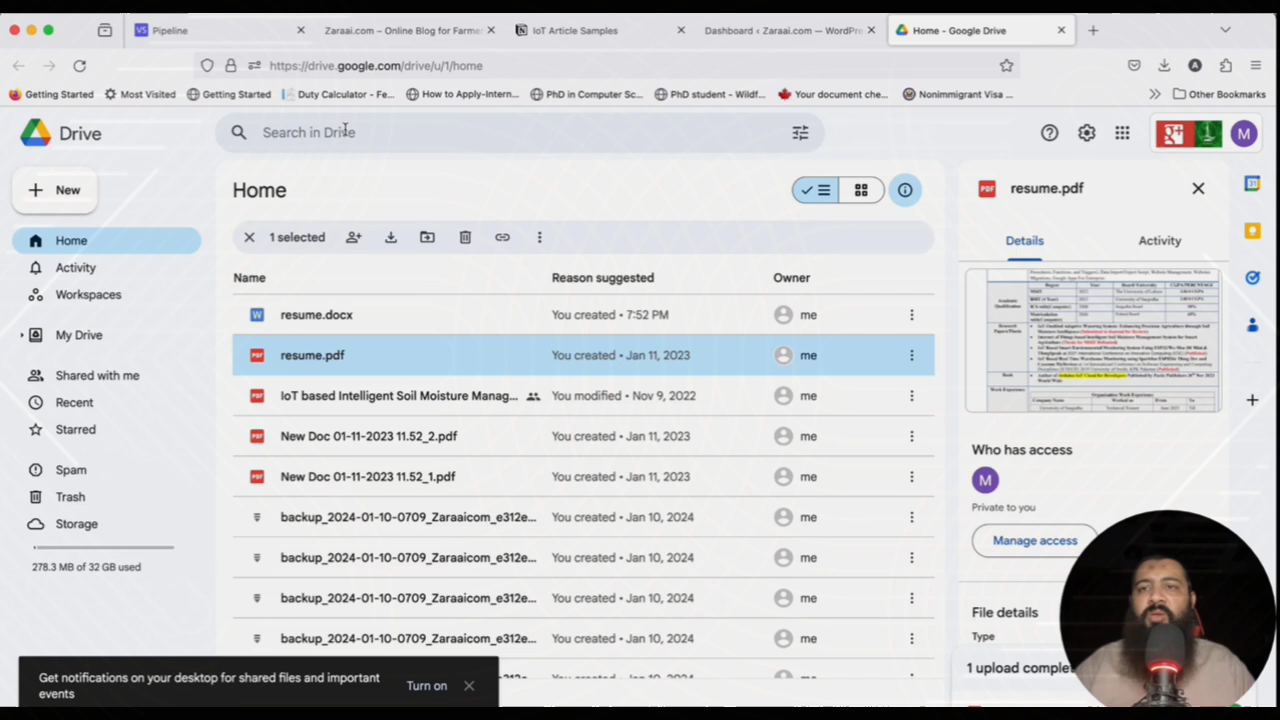 Pipeline
Zaraai.com – Online Blog for Farmer
IoT Article Samples
Dashboard ‹ Zaraai.com — WordPre
Home - Google Drive
https://drive.google.com/drive/u/1/home
Getting Started
Most Visited
Getting Started
Duty Calculator - Fe...
How to Apply-Intern...
PhD in Computer Sc...
PhD student - Wildf...
Your document che...
Nonimmigrant Visa ...
Other Bookmarks
Drive
Search in Drive
M
New
Home
Activity
Workspaces
My Drive
Shared with me
Recent
Starred
Spam
Trash
Storage
278.3 MB of 32 GB used
Home
1 selected
Name Reason suggested Owner
resume.docx You created • 7:52 PM me
resume.pdf You created • Jan 11, 2023 me
IoT based Intelligent Soil Moisture Manag... You modified • Nov 9, 2022 me
New Doc 01-11-2023 11.52_2.pdf You created • Jan 11, 2023 me
New Doc 01-11-2023 11.52_1.pdf You created • Jan 11, 2023 me
backup_2024-01-10-0709_Zaraaicom_e312e... You created • Jan 10, 2024 me
backup_2024-01-10-0709_Zaraaicom_e312e... You created • Jan 10, 2024 me
backup_2024-01-10-0709_Zaraaicom_e312e... You created • Jan 10, 2024 me
backup_2024-01-10-0709_Zaraaicom_e312e... You created • Jan 10, 2024 me
PDF resume.pdf
Details Activity
Who has access
M
Private to you
Manage access
File details
Type
1 upload comple
Get notifications on your desktop for shared files and important
events
Turn on